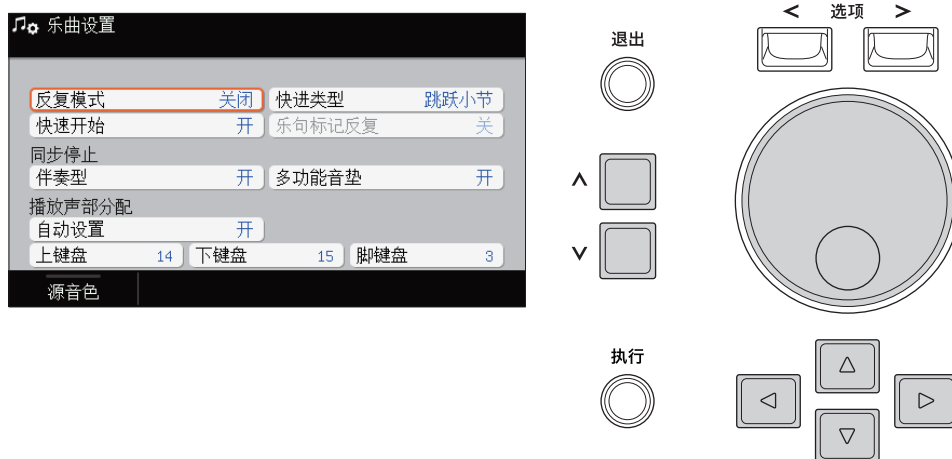 乐曲设置
反复模式 关闭 快进类型 跳跃小节
快速开始 开 乐句标记反复 关
同步停止
伴奏型 开 多功能音垫 开
播放声部分配
自动设置 开
上键盘 14 下键盘 15 脚键盘 3
源音色
< 选项 >
退出
∧
∨
执行